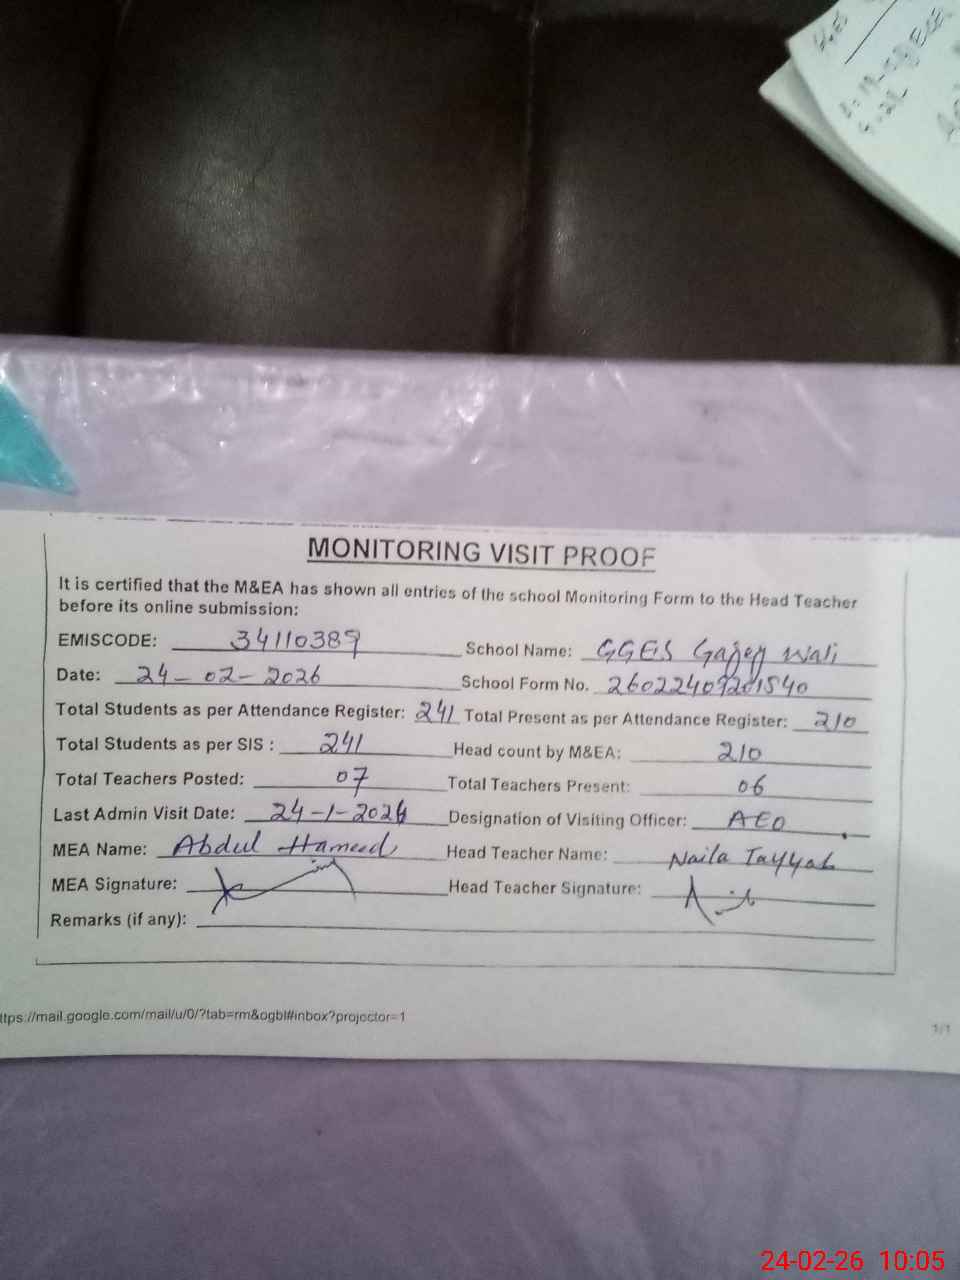 GGES
MONITORING VISIT PROOF
It is certified that the M&EA has shown all entries of the school Monitoring Form to the Head Teacher
before its online submission:
EMISCODE: 34110389 School Name: GGES Gajey Wali
Date: 24-02-2026 School Form No. 26022409201540
Total Students as per Attendance Register: 241 Total Present as per Attendance Register: 210
Total Students as per SIS : 241 Head count by M&EA: 210
Total Teachers Posted: 07 Total Teachers Present: 06
Last Admin Visit Date: 24-1-2026 Designation of Visiting Officer: AEO
MEA Name: Abdul Hameed Head Teacher Name: Naila Tayyab
MEA Signature: Head Teacher Signature:
Remarks (if any):
ttps://mail.google.com/mail/u/0/?tab=rm&ogbl#inbox?projector=1
1/1
24-02-26 10:05